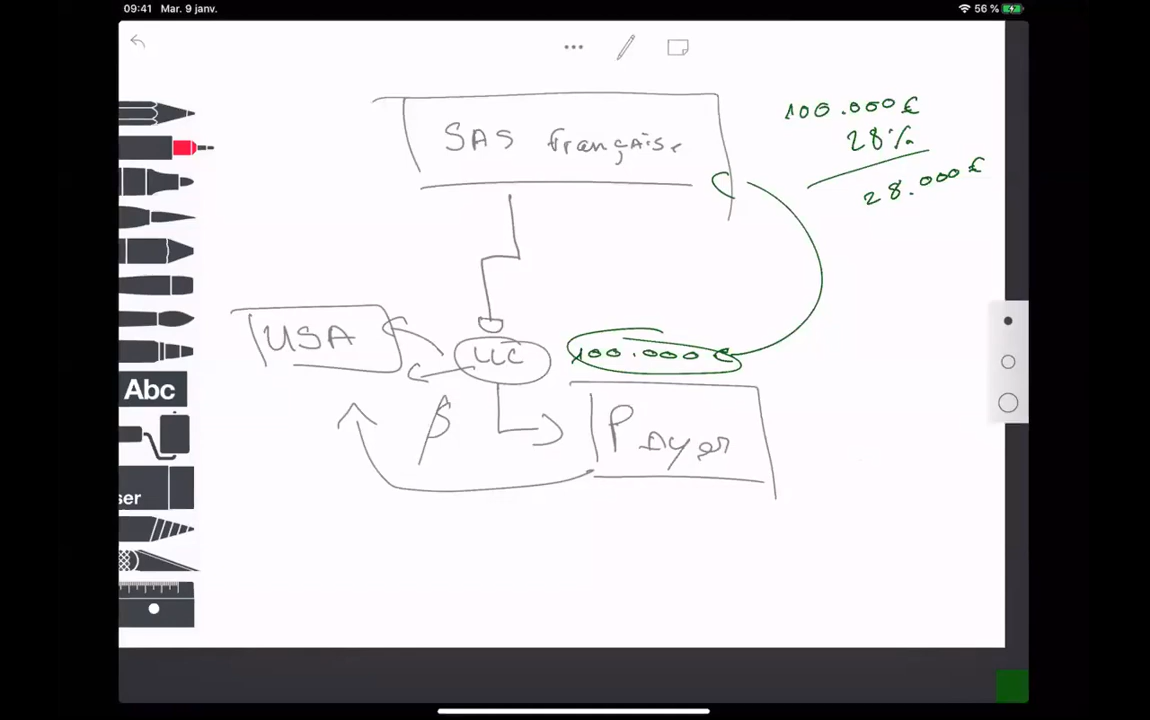 09:41 Mar. 9 janv.
56 %
SAS française
100.000 €
28 %
28.000 €
USA
LLC
100.000 €
Payer
Abc
ser